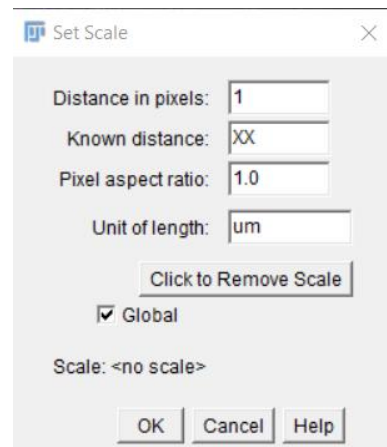 Set Scale
Distance in pixels: 1
Known distance: XX
Pixel aspect ratio: 1.0
Unit of length: um
Click to Remove Scale
Global
Scale: <no scale>
OK Cancel Help